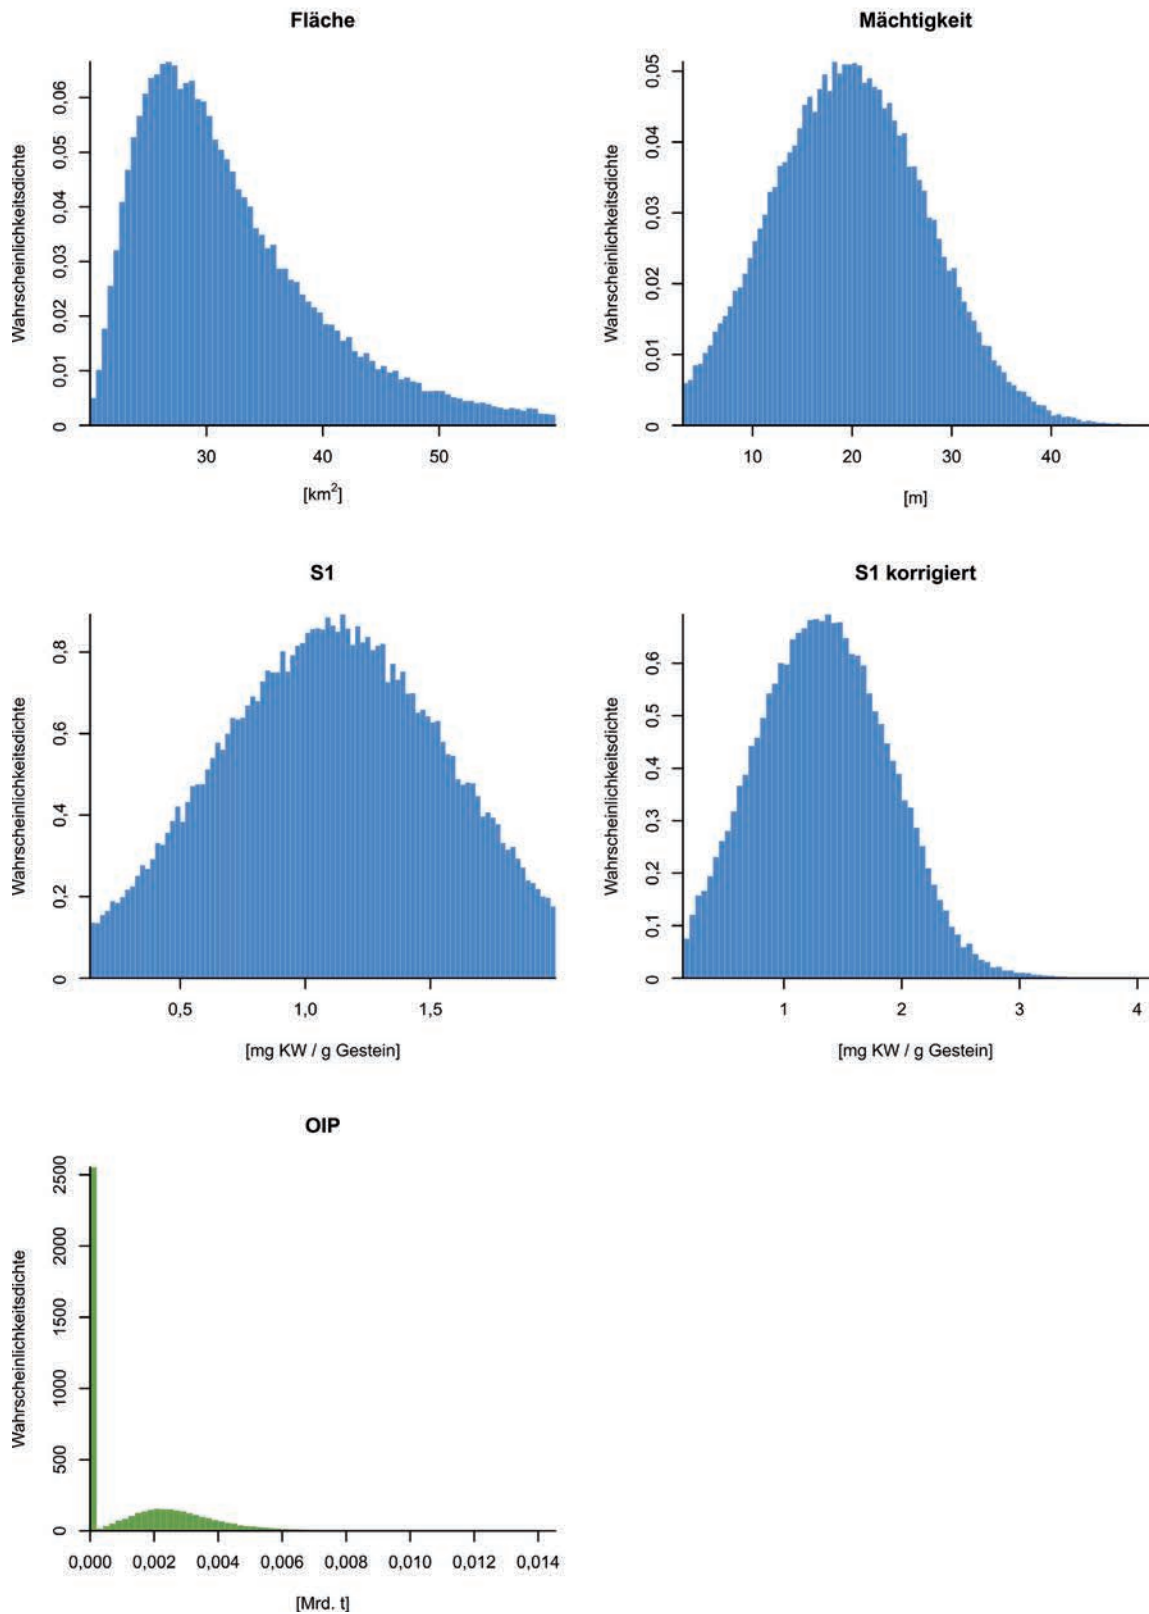 Fläche
Wahrscheinlichkeitsdichte
0,06
0,05
0,04
0,03
0,02
0,01
0
30 40 50
[km²]
Mächtigkeit
Wahrscheinlichkeitsdichte
0,05
0,04
0,03
0,02
0,01
0
10 20 30 40
[m]
S1
Wahrscheinlichkeitsdichte
0,8
0,6
0,4
0,2
0
0,5 1,0 1,5
[mg KW / g Gestein]
S1 korrigiert
Wahrscheinlichkeitsdichte
0,6
0,5
0,4
0,3
0,2
0,1
0
1 2 3 4
[mg KW / g Gestein]
OIP
Wahrscheinlichkeitsdichte
2500
2000
1500
1000
500
0
0,000 0,002 0,004 0,006 0,008 0,010 0,012 0,014
[Mrd. t]